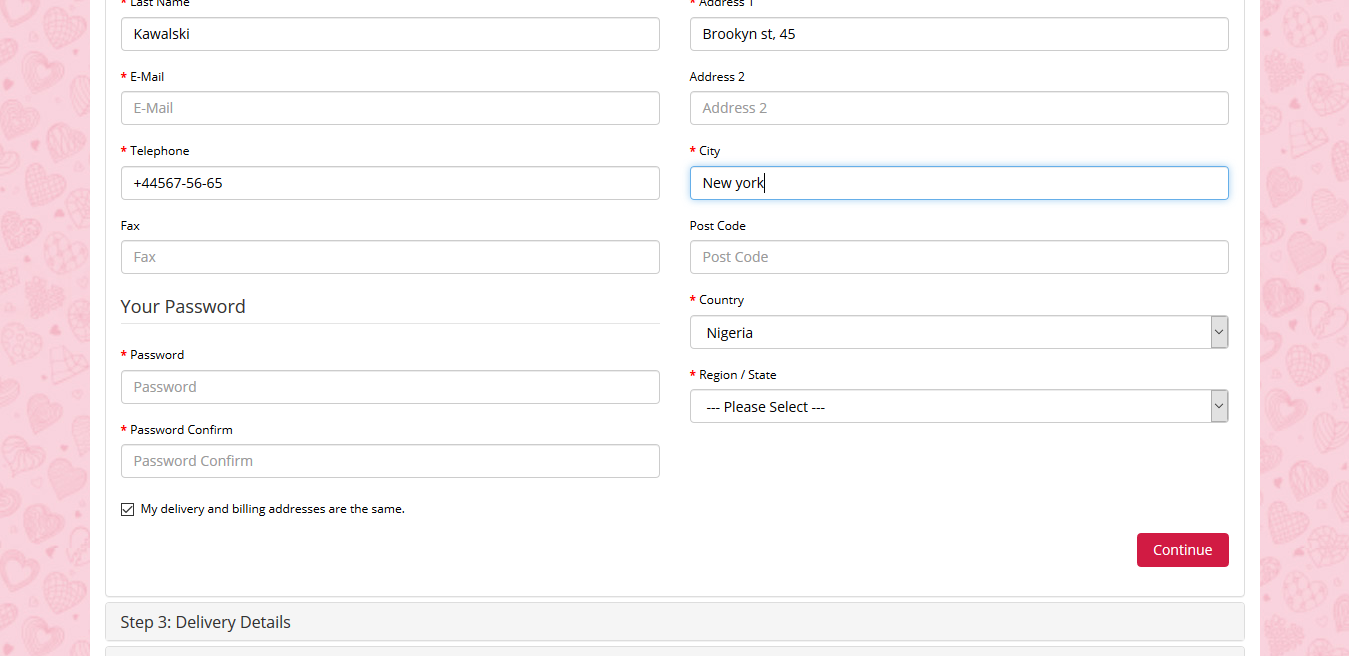 * Last Name
Kawalski
* E-Mail
E-Mail
* Telephone
+44567-56-65
Fax
Fax
Your Password
* Password
Password
* Password Confirm
Password Confirm
My delivery and billing addresses are the same.
* Address 1
Brookyn st, 45
Address 2
Address 2
* City
New york
Post Code
Post Code
* Country
Nigeria
* Region / State
--- Please Select ---
Continue
Step 3: Delivery Details